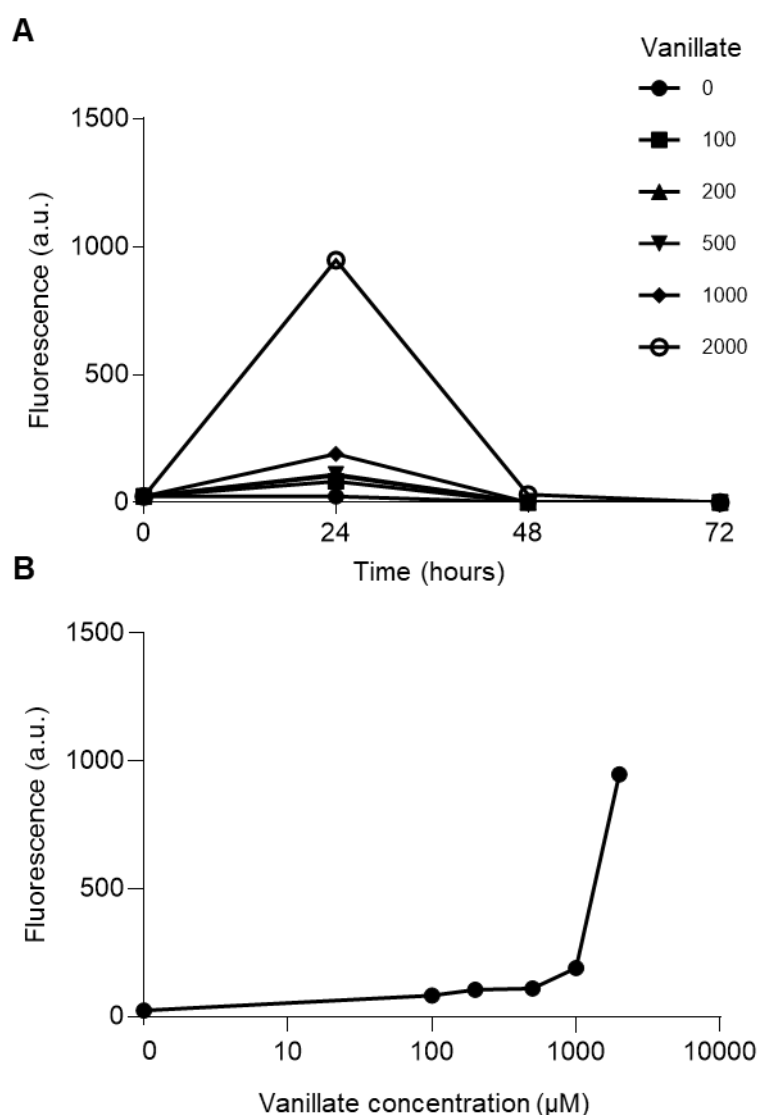 A
Vanillate
0
100
200
500
1000
2000
1500
1000
500
0
Fluorescence (a.u.)
0 24 48 72
Time (hours)
B
1500
1000
500
0
Fluorescence (a.u.)
0 10 100 1000 10000
Vanillate concentration (µM)